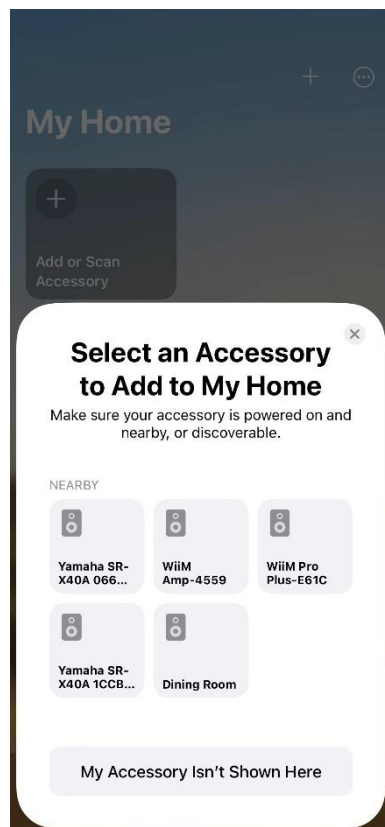 My Home
Add or Scan
Accessory
Select an Accessory
to Add to My Home
Make sure your accessory is powered on and
nearby, or discoverable.
NEARBY
Yamaha SR-
X40A 066...
WiiM
Amp-4559
WiiM Pro
Plus-E61C
Yamaha SR-
X40A 1CCB...
Dining Room
My Accessory Isn't Shown Here